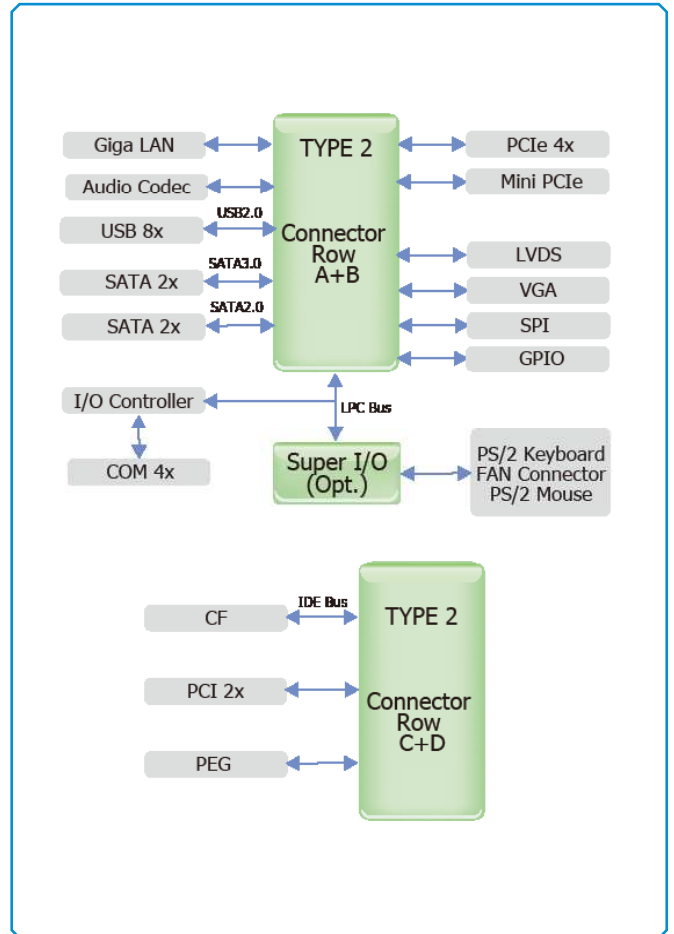 Giga LAN
Audio Codec
USB 8x
USB2.0
SATA 2x
SATA3.0
SATA 2x
SATA2.0
TYPE 2
Connector
Row
A+B
PCIe 4x
Mini PCIe
LVDS
VGA
SPI
GPIO
I/O Controller
LPC Bus
COM 4x
Super I/O
(Opt.)
PS/2 Keyboard
FAN Connector
PS/2 Mouse
CF
IDE Bus
PCI 2x
PEG
TYPE 2
Connector
Row
C+D